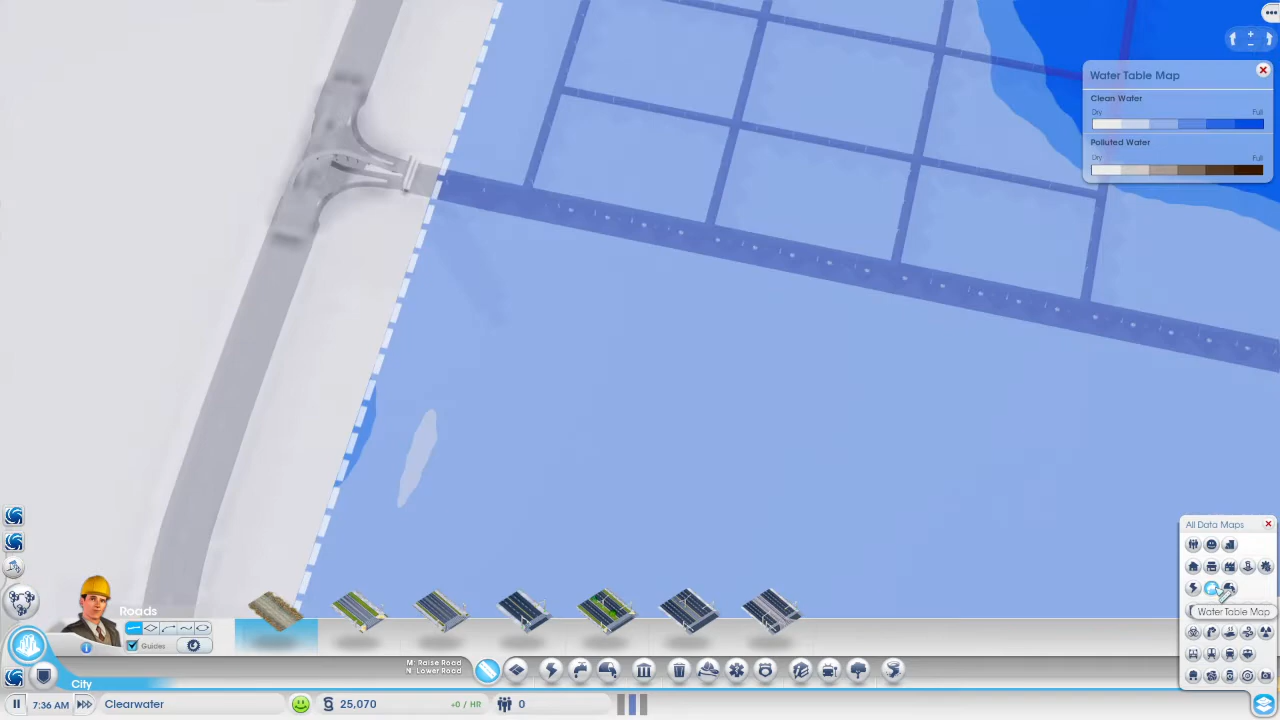 Water Table Map
Clean Water
Dry Full
Polluted Water
Dry Full
All Data Maps
Water Table Map
Roads
Guides
M: Raise Road
N: Lower Road
City
7:36 AM
Clearwater
25,070
+0 / HR
0